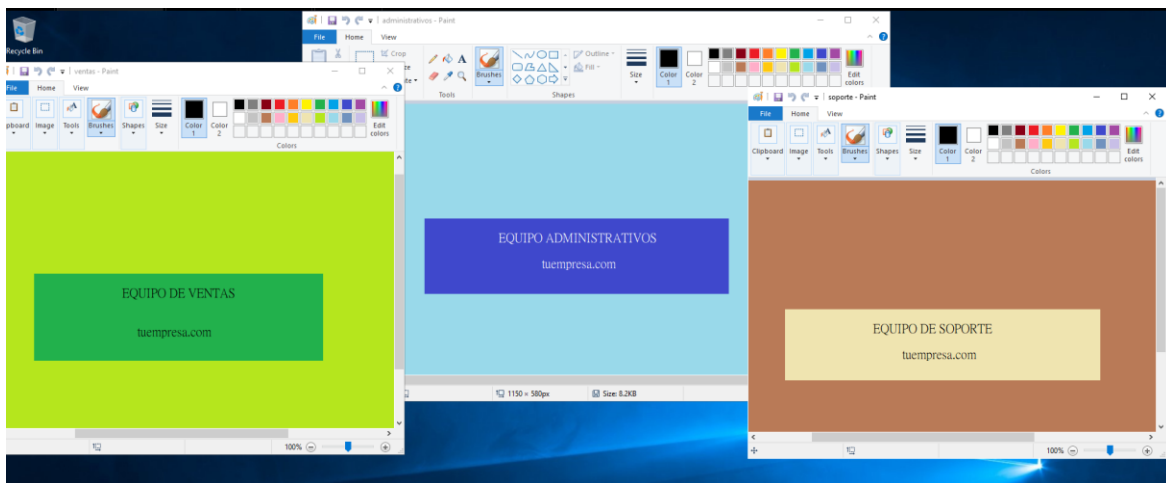 Recycle Bin
administrativos - Paint
File Home View
Crop
Brushes
Outline
Fill
Size
Color 1
Color 2
Edit colors
Tools
Shapes
EQUIPO ADMINISTRATIVOS
tuempresa.com
1150 × 580px
Size: 8.2KB
ventas - Paint
File Home View
Image
Tools
Brushes
Shapes
Size
Color 1
Color 2
Edit colors
Colors
EQUIPO DE VENTAS
tuempresa.com
100%
soporte - Paint
File Home View
Clipboard
Image
Tools
Brushes
Shapes
Size
Color 1
Color 2
Edit colors
Colors
EQUIPO DE SOPORTE
tuempresa.com
100%